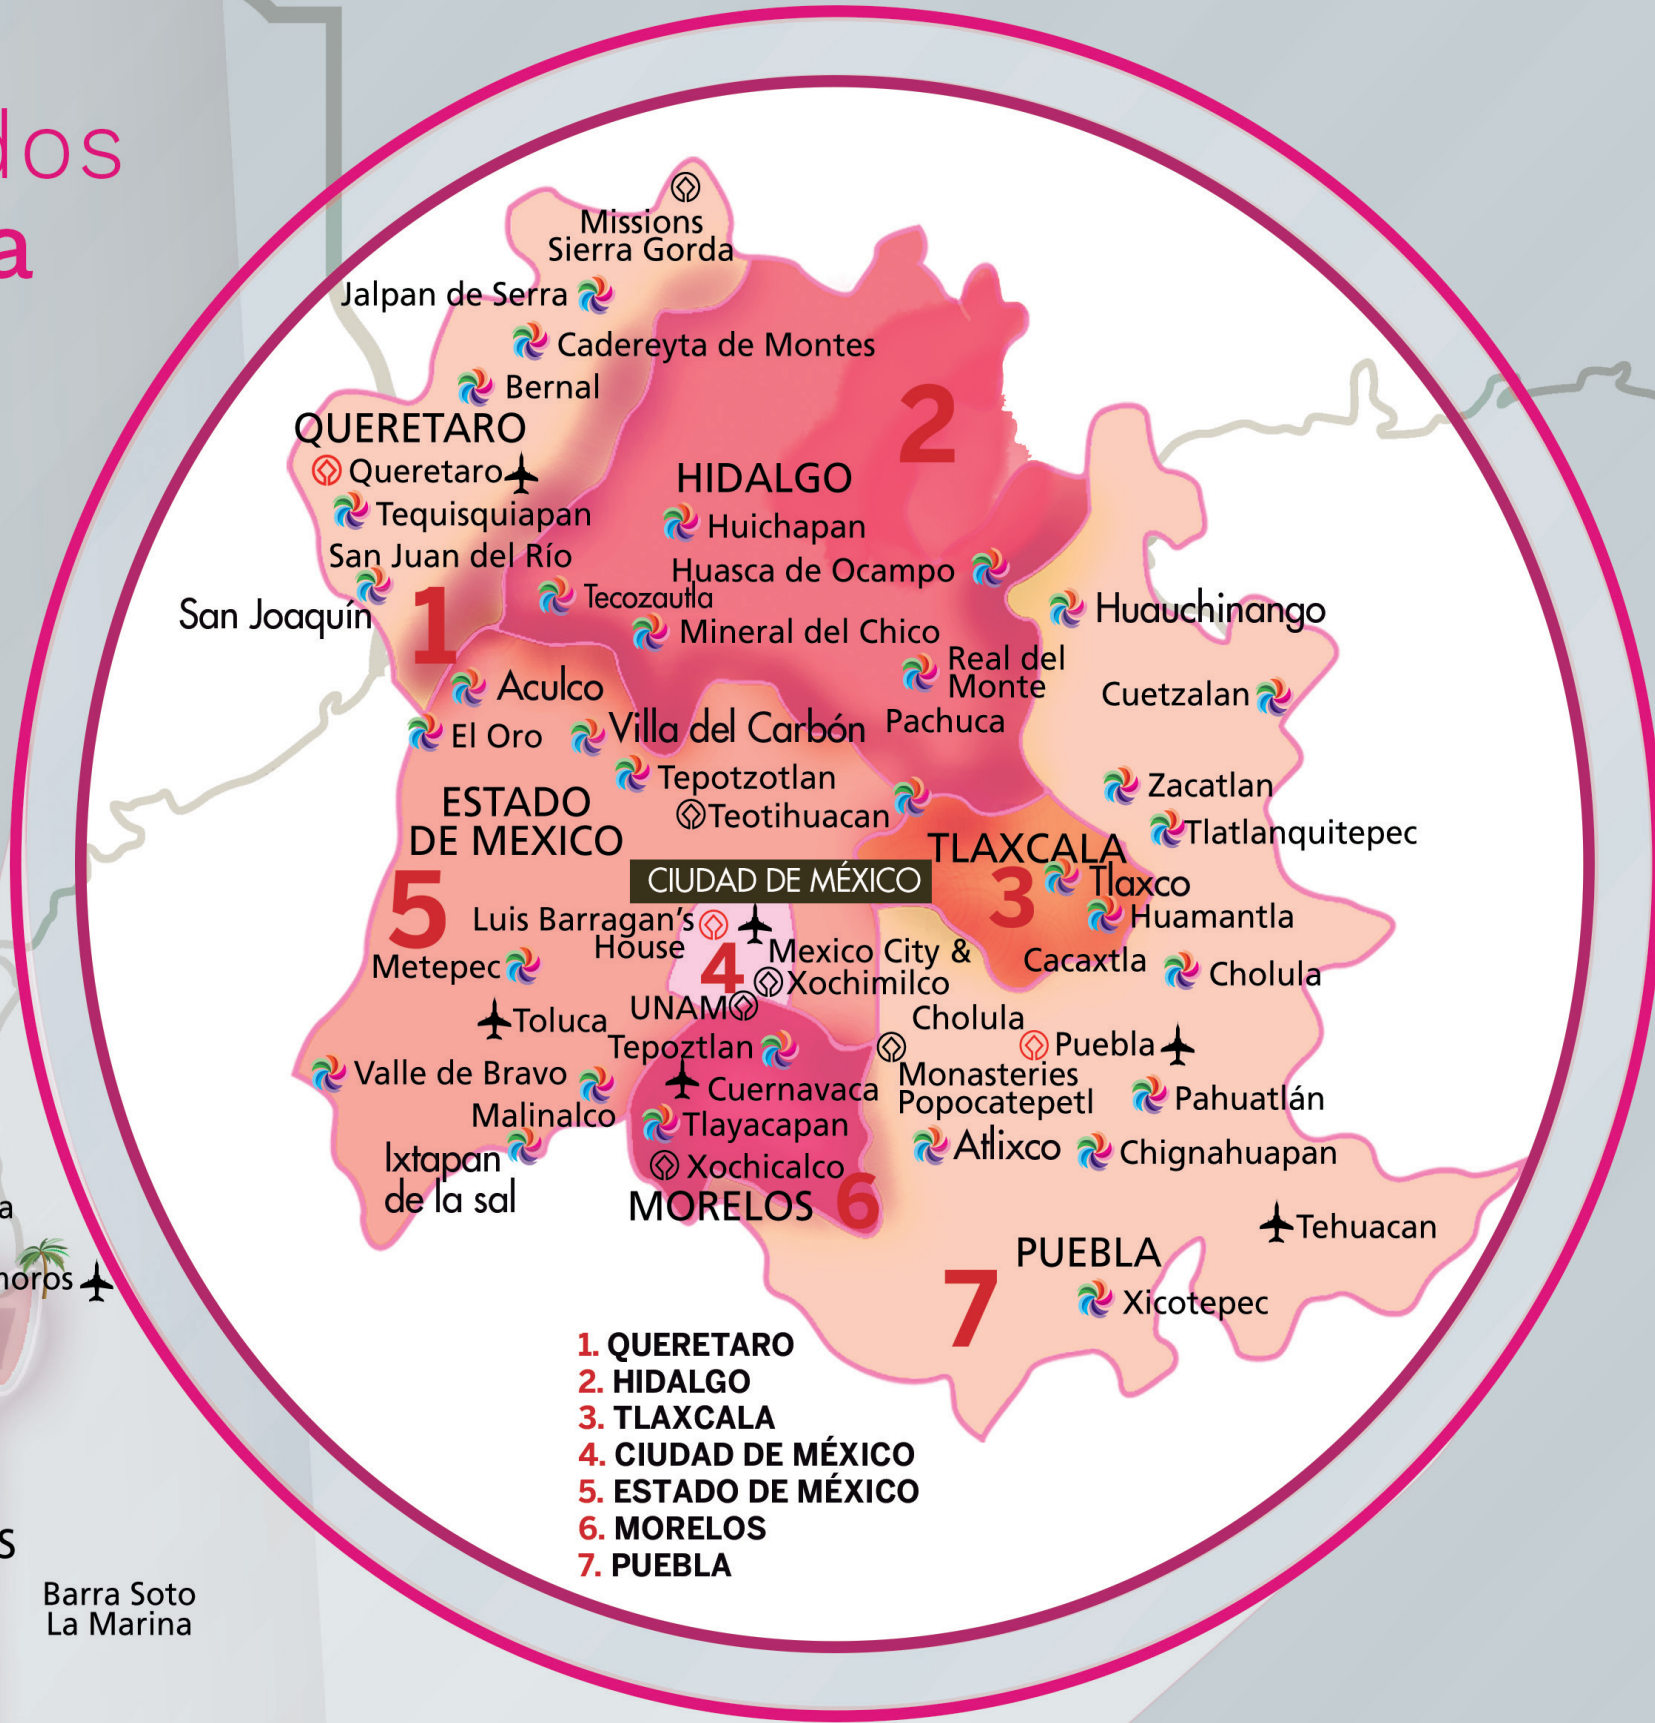 dos
a
Missions
Sierra Gorda
Jalpan de Serra
Cadereyta de Montes
Bernal
QUERETARO
Queretaro
Tequisquiapan
San Juan del Río
San Joaquín
1
2
HIDALGO
Huichapan
Huasca de Ocampo
Tecozautla
Mineral del Chico
Real del
Monte
Pachuca
Huauchinango
Cuetzalan
Aculco
El Oro
Villa del Carbón
Tepotzotlan
Teotihuacan
ESTADO
DE MEXICO
5
Zacatlan
Tlatlanquitepec
TLAXCALA
3
Tlaxco
Huamantla
Cacaxtla
Cholula
CIUDAD DE MÉXICO
Luis Barragan's
House
4
Mexico City &
Xochimilco
UNAM
Metepec
Toluca
Valle de Bravo
Malinalco
Ixtapan
de la sal
Tepoztlan
Cuernavaca
Tlayacapan
Xochicalco
MORELOS
6
Cholula
Puebla
Monasteries
Popocatepetl
Pahuatlán
Atlixco
Chignahuapan
Tehuacan
PUEBLA
7
Xicotepec
1. QUERETARO
2. HIDALGO
3. TLAXCALA
4. CIUDAD DE MÉXICO
5. ESTADO DE MÉXICO
6. MORELOS
7. PUEBLA
a
moros
S
Barra Soto
La Marina